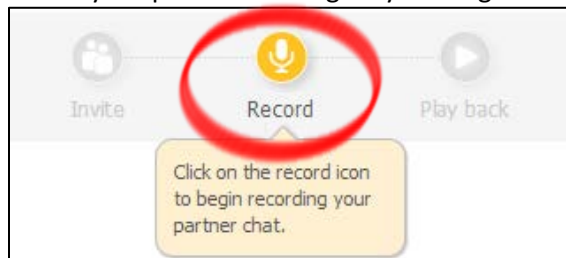 Invite Record Play back
Click on the record icon
to begin recording your
partner chat.